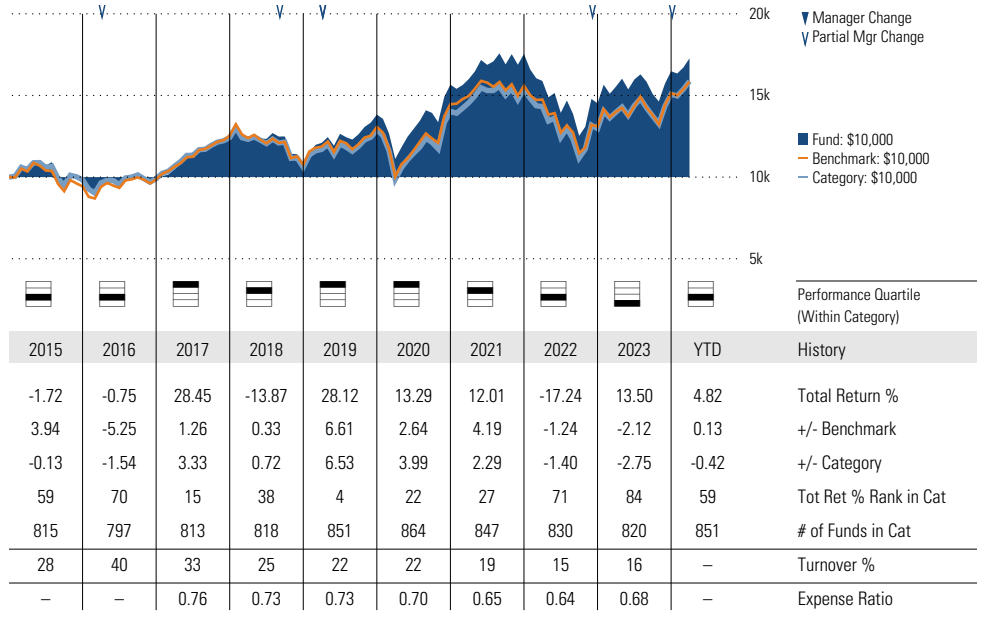 20k
▼ Manager Change
V Partial Mgr Change
15k
Fund: $10,000
Benchmark: $10,000
Category: $10,000
10k
5k
Performance Quartile
(Within Category)
2015 2016 2017 2018 2019 2020 2021 2022 2023 YTD History
-1.72 -0.75 28.45 -13.87 28.12 13.29 12.01 -17.24 13.50 4.82 Total Return %
3.94 -5.25 1.26 0.33 6.61 2.64 4.19 -1.24 -2.12 0.13 +/- Benchmark
-0.13 -1.54 3.33 0.72 6.53 3.99 2.29 -1.40 -2.75 -0.42 +/- Category
59 70 15 38 4 22 27 71 84 59 Tot Ret % Rank in Cat
815 797 813 818 851 864 847 830 820 851 # of Funds in Cat
28 40 33 25 22 22 19 15 16 – Turnover %
– – 0.76 0.73 0.73 0.70 0.65 0.64 0.68 – Expense Ratio